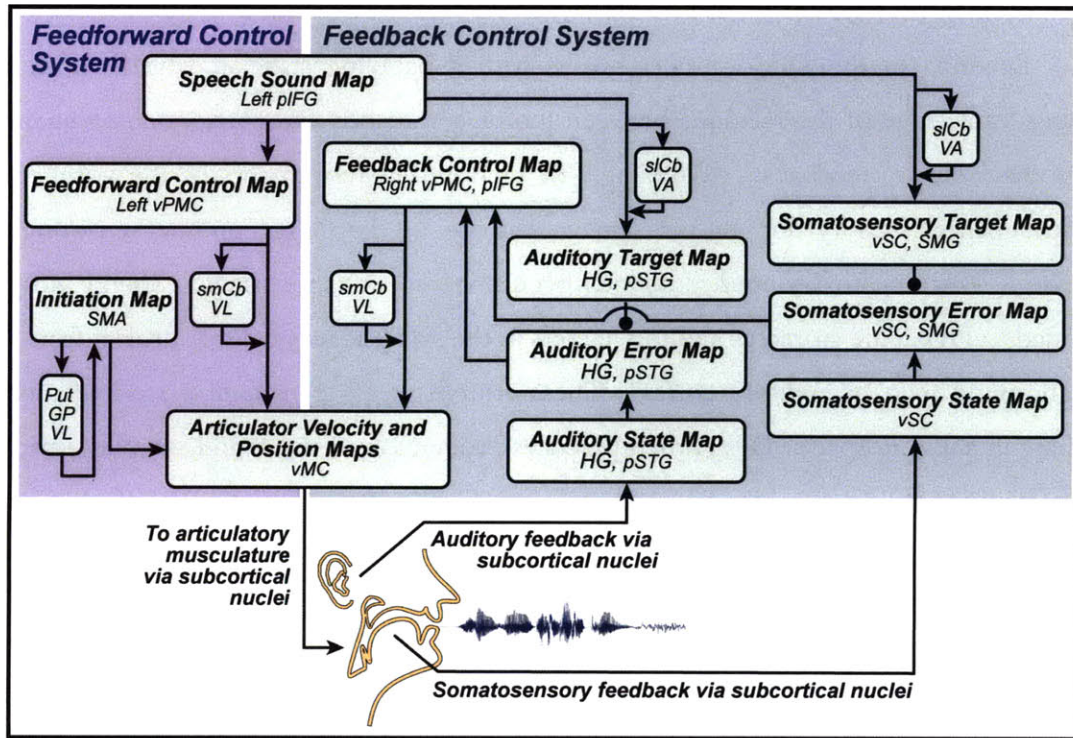 Feedforward Control
System
Feedback Control System
Speech Sound Map
Left pIFG
slCb
VA
slCb
VA
Feedforward Control Map
Left vPMC
Feedback Control Map
Right vPMC, pIFG
Somatosensory Target Map
vSC, SMG
Auditory Target Map
HG, pSTG
smCb
VL
smCb
VL
Initiation Map
SMA
Somatosensory Error Map
vSC, SMG
Auditory Error Map
HG, pSTG
Put
GP
VL
Somatosensory State Map
vSC
Articulator Velocity and
Position Maps
vMC
Auditory State Map
HG, pSTG
To articulatory
musculature
via subcortical
nuclei
Auditory feedback via
subcortical nuclei
Somatosensory feedback via subcortical nuclei